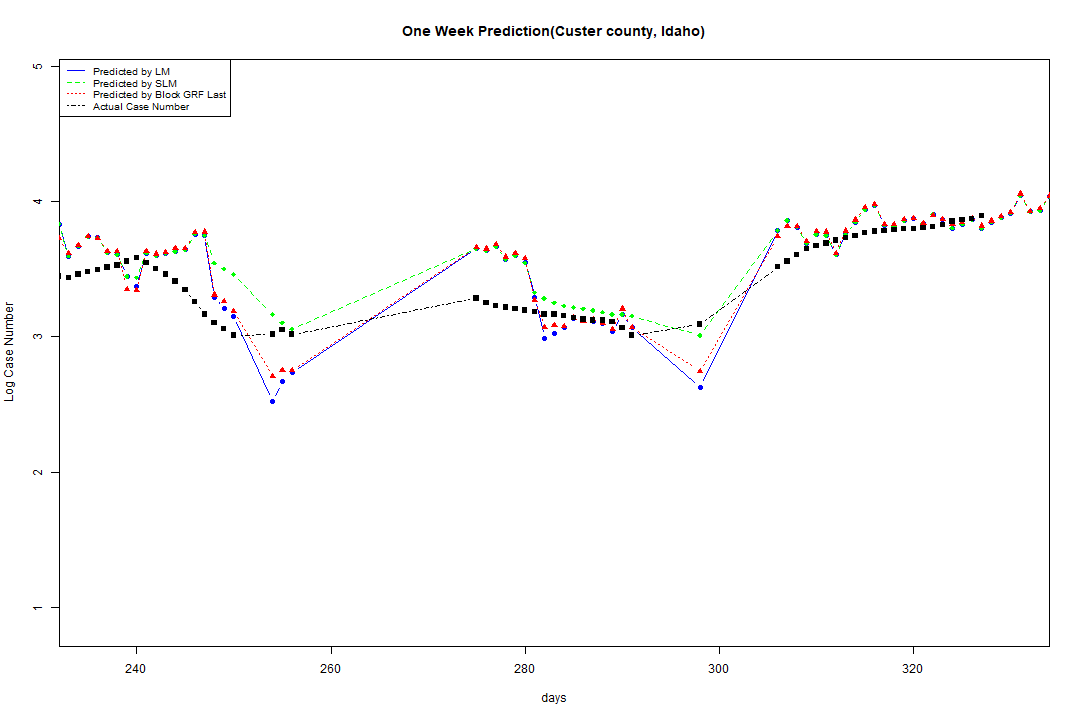 One Week Prediction(Custer county, Idaho)
Predicted by LM
Predicted by SLM
Predicted by Block GRF Last
Actual Case Number
5
4
3
2
1
Log Case Number
240 260 280 300 320
days